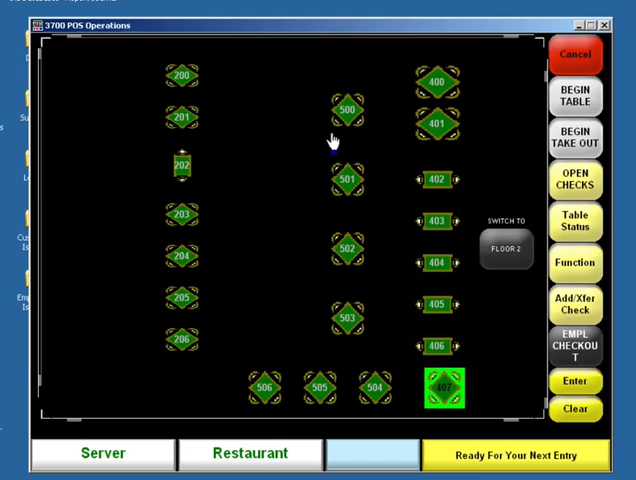 3700 POS Operations
200
400
Cancel
500
BEGIN
TABLE
201
401
BEGIN
TAKE OUT
202
501
402
OPEN
CHECKS
203
403
SWITCH TO
Table
Status
204
502
404
FLOOR 2
Function
205
503
405
Add/Xfer
Check
206
406
EMPL
CHECKOU
T
506
505
504
407
Enter
Clear
Server
Restaurant
Ready For Your Next Entry